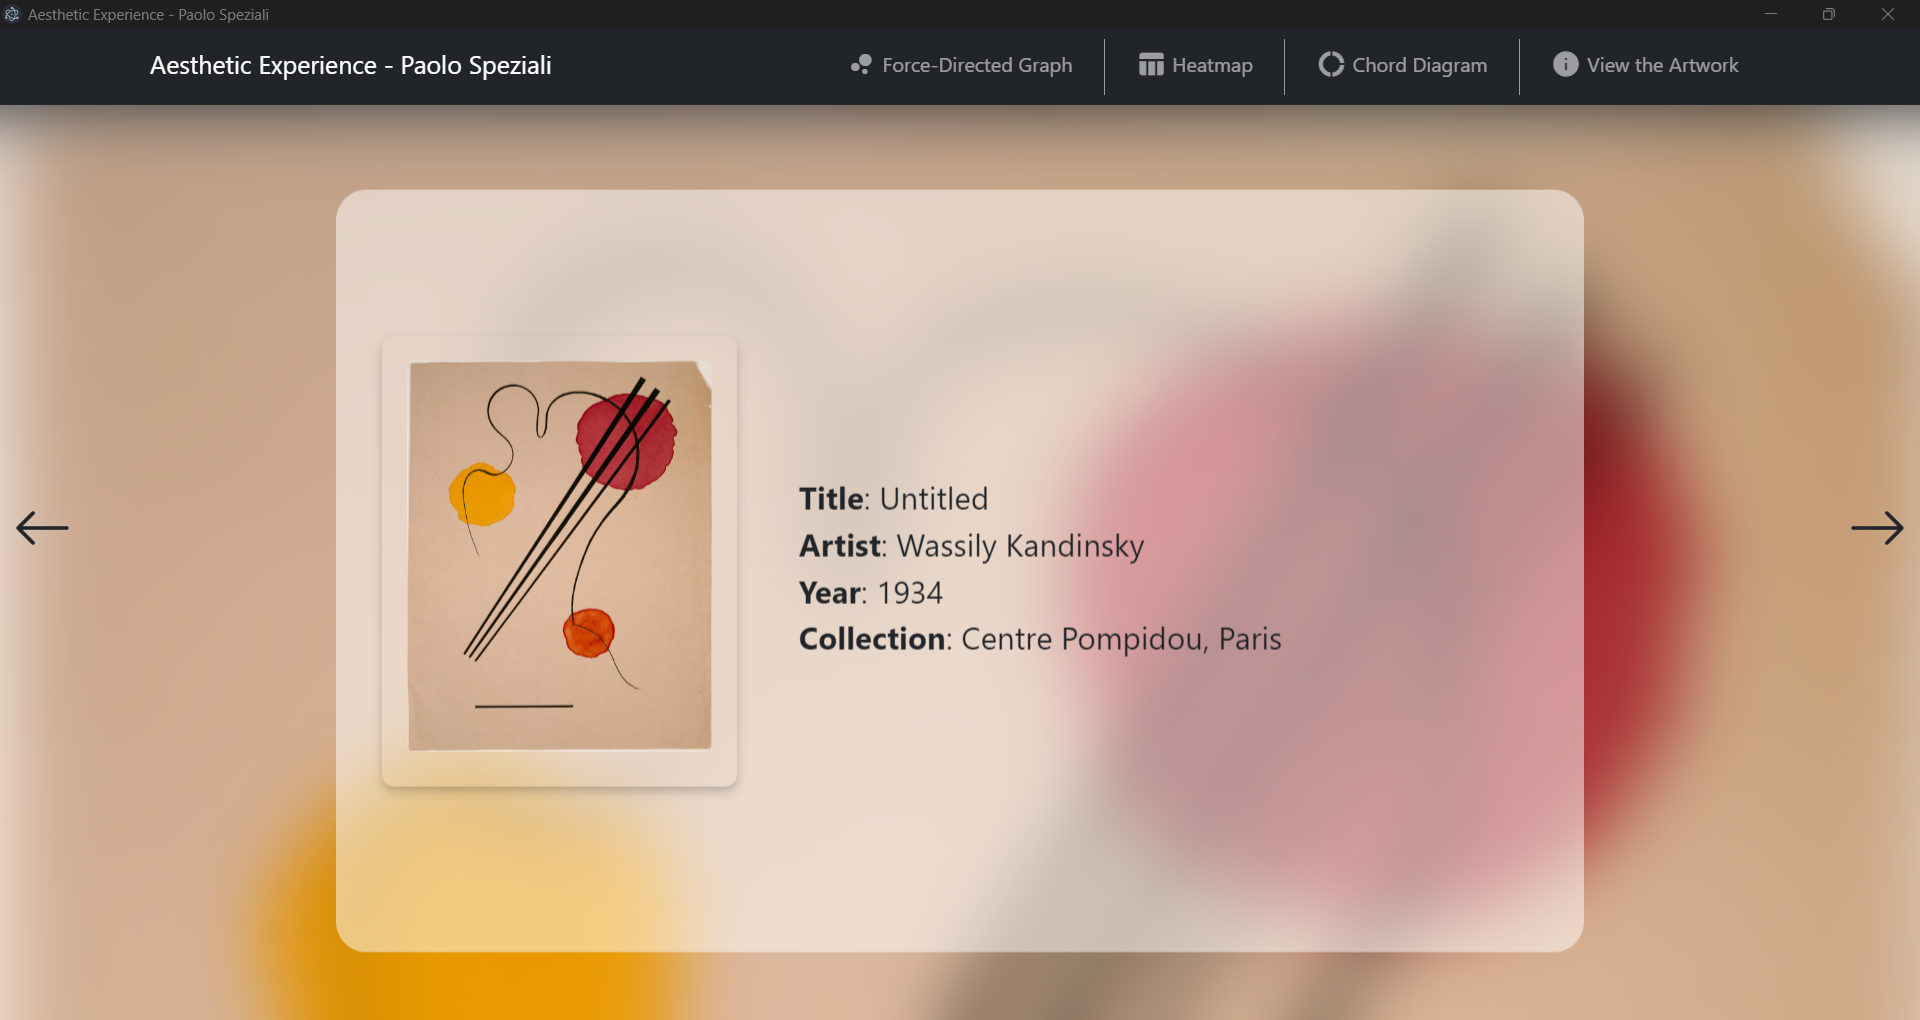 Aesthetic Experience - Paolo Speziali
Aesthetic Experience - Paolo Speziali
Force-Directed Graph
Heatmap
Chord Diagram
View the Artwork
Title: Untitled
Artist: Wassily Kandinsky
Year: 1934
Collection: Centre Pompidou, Paris